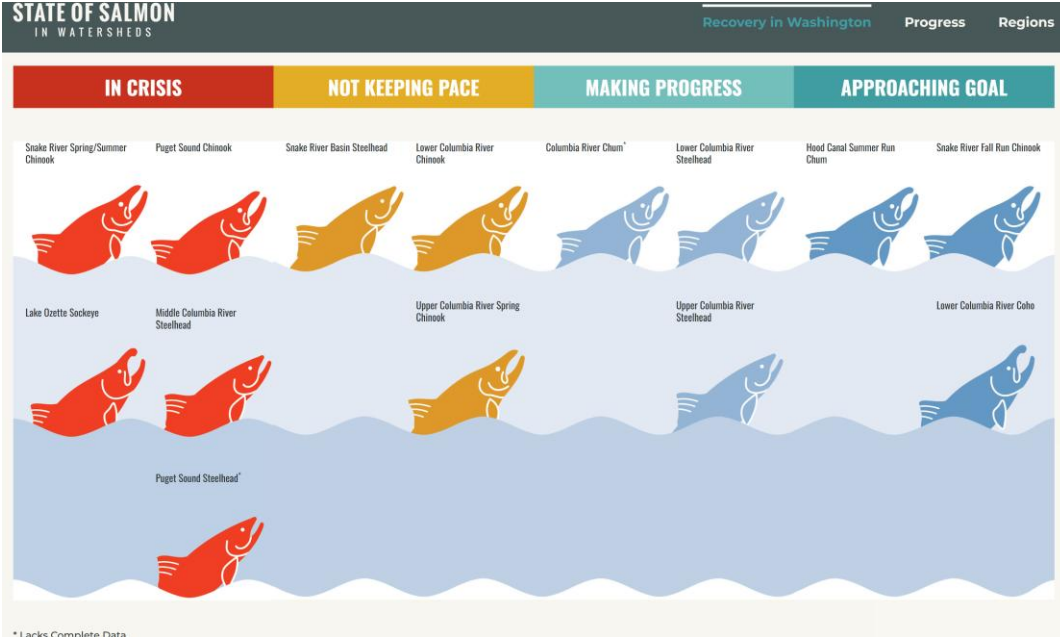 STATE OF SALMON
IN WATERSHEDS
Recovery in Washington
Progress
Regions
IN CRISIS
NOT KEEPING PACE
MAKING PROGRESS
APPROACHING GOAL
Snake River Spring/Summer
Chinook
Puget Sound Chinook
Snake River Basin Steelhead
Lower Columbia River
Chinook
Columbia River Chum*
Lower Columbia River
Steelhead
Hood Canal Summer Run
Chum
Snake River Fall Run Chinook
Lake Ozette Sockeye
Middle Columbia River
Steelhead
Upper Columbia River Spring
Chinook
Upper Columbia River
Steelhead
Lower Columbia River Coho
Puget Sound Steelhead*
* Lacks Complete Data